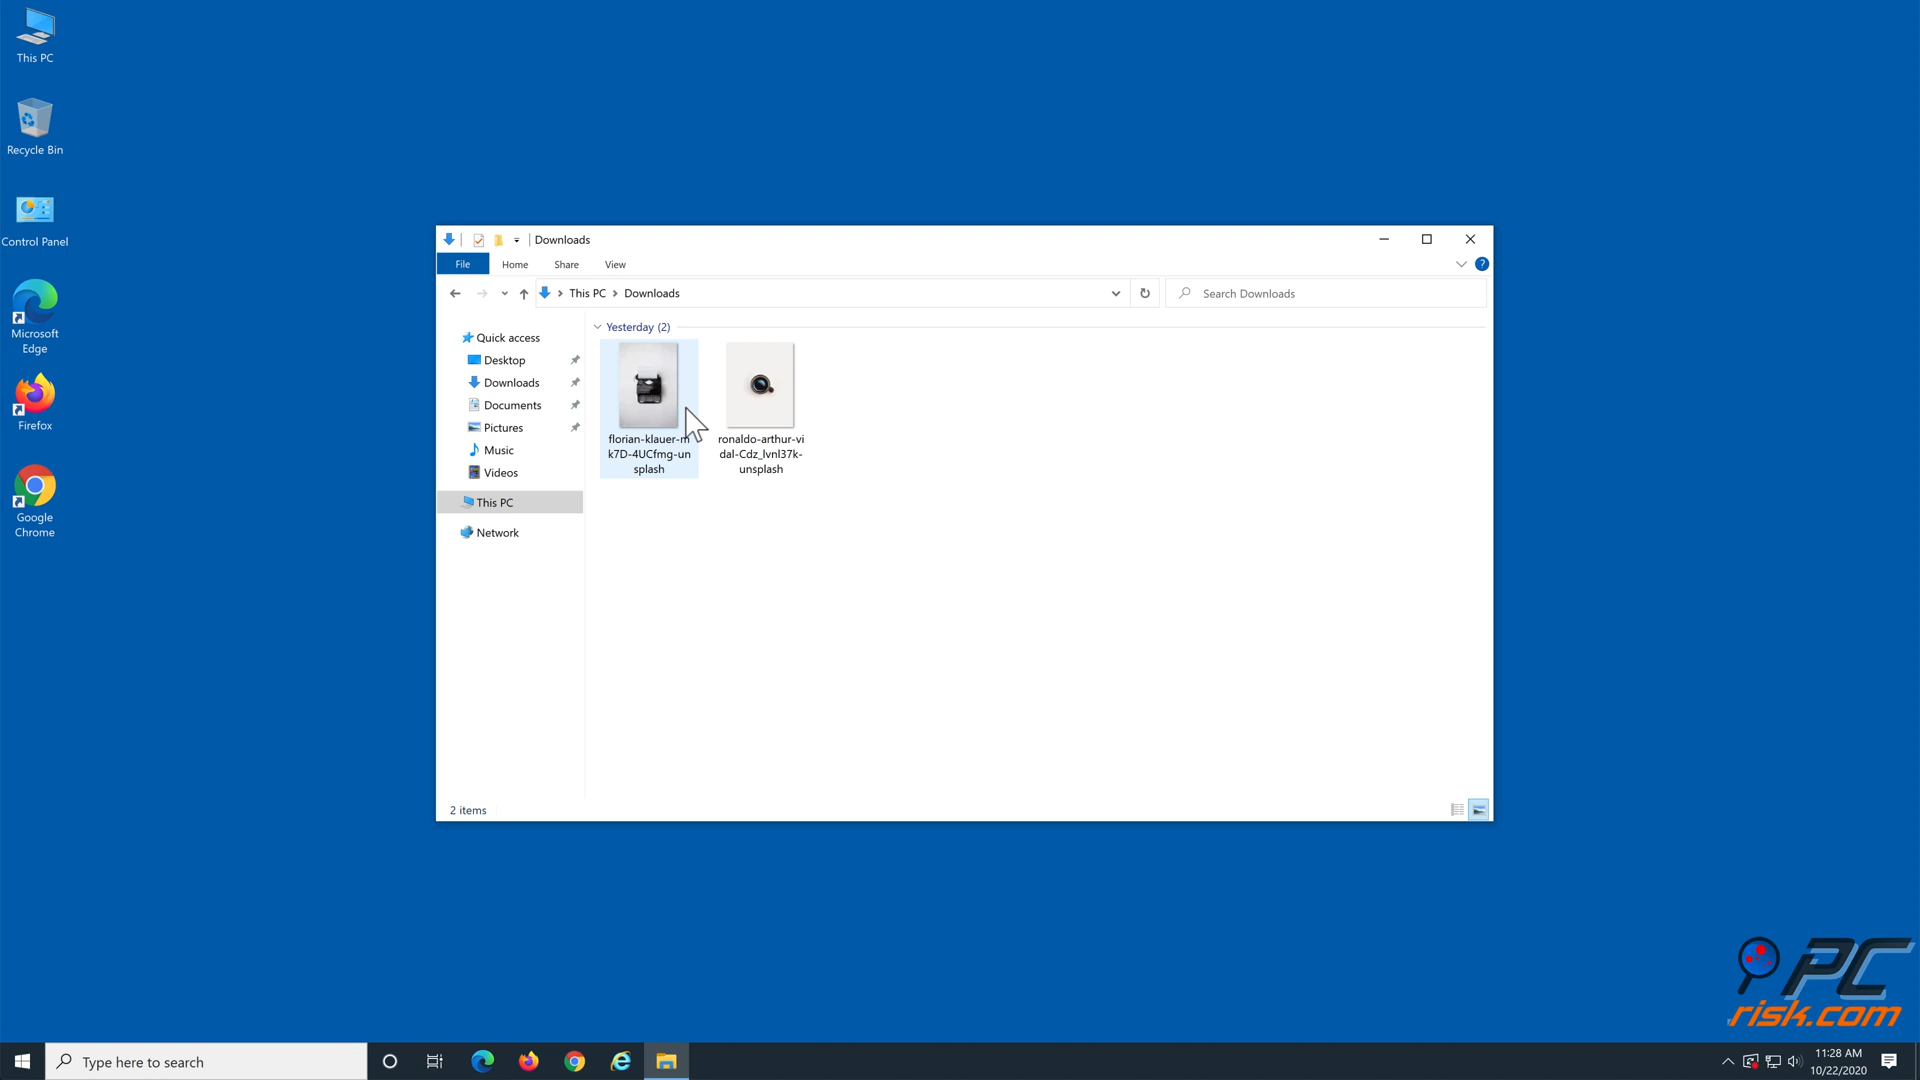 This PC
Recycle Bin
Control Panel
Microsoft
Edge
Firefox
Google
Chrome
Downloads
File
Home
Share
View
?
This PC
Downloads
Search Downloads
Quick access
Desktop
Downloads
Documents
Pictures
Music
Videos
This PC
Network
Yesterday (2)
florian-klauer-m
k7D-4UCfmg-un
splash
ronaldo-arthur-vi
dal-Cdz_lvnl37k-
unsplash
2 items
PC
risk.com
Type here to search
11:28 AM
10/22/2020